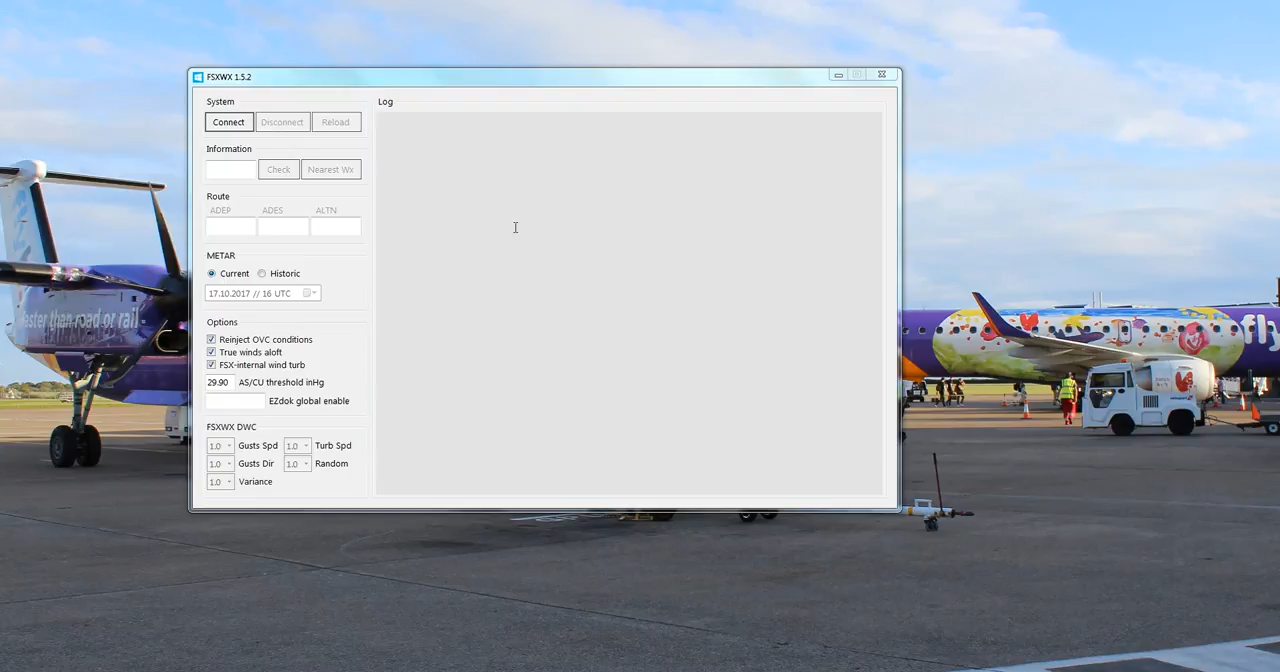 FSXWX 1.5.2
System
Connect Disconnect Reload
Information
Check Nearest Wx
Route
ADEP ADES ALTN
METAR
Current Historic
17.10.2017 // 16 UTC
Options
Reinject OVC conditions
True winds aloft
FSX-internal wind turb
29.90 AS/CU threshold inHg
EZdok global enable
FSXWX DWC
1.0 Gusts Spd 1.0 Turb Spd
1.0 Gusts Dir 1.0 Random
1.0 Variance
Log
faster than road or rail
fly